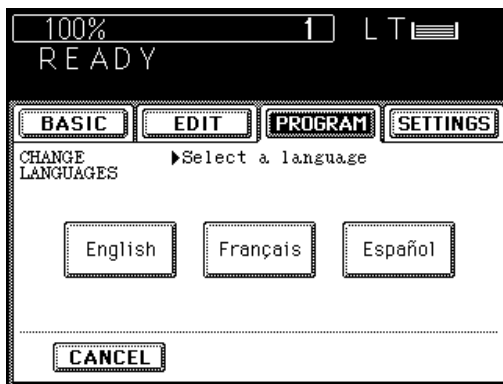 100% 1 LT
READY
BASIC EDIT PROGRAM SETTINGS
CHANGE ▶Select a language
LANGUAGES
English Français Español
CANCEL